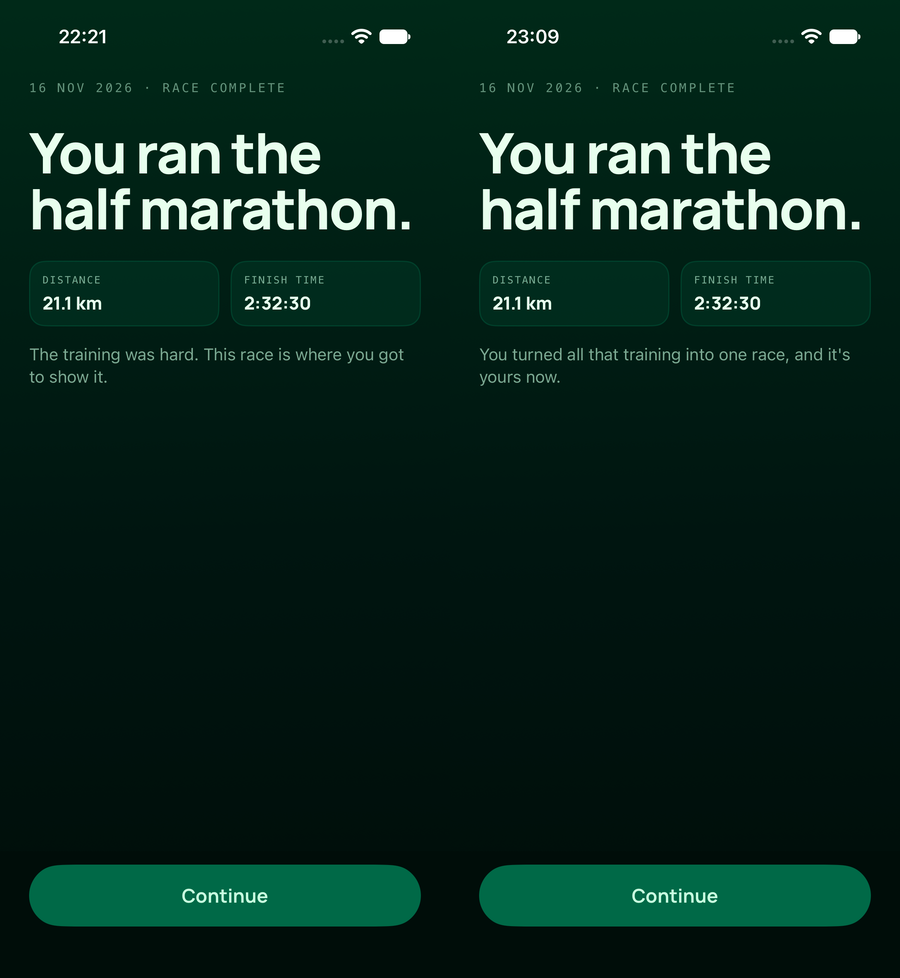 22:21
16 NOV 2026 · RACE COMPLETE
You ran the
half marathon.
DISTANCE
21.1 km
FINISH TIME
2:32:30
The training was hard. This race is where you got
to show it.
Continue
23:09
16 NOV 2026 · RACE COMPLETE
You ran the
half marathon.
DISTANCE
21.1 km
FINISH TIME
2:32:30
You turned all that training into one race, and it's
yours now.
Continue